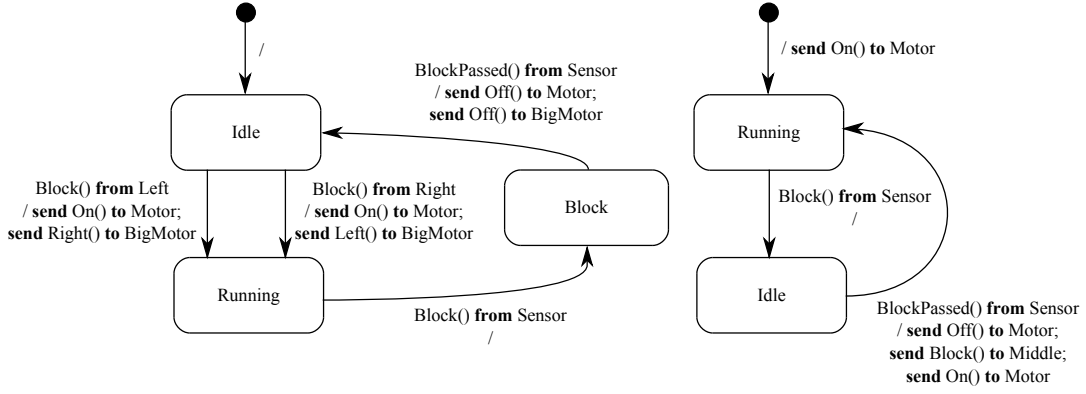 /
Idle
BlockPassed() from Sensor
/ send Off() to Motor;
send Off() to BigMotor
Block() from Left
/ send On() to Motor;
send Right() to BigMotor
Block() from Right
/ send On() to Motor;
send Left() to BigMotor
Block
Running
Block() from Sensor
/
/ send On() to Motor
Running
Block() from Sensor
/
Idle
BlockPassed() from Sensor
/ send Off() to Motor;
send Block() to Middle;
send On() to Motor